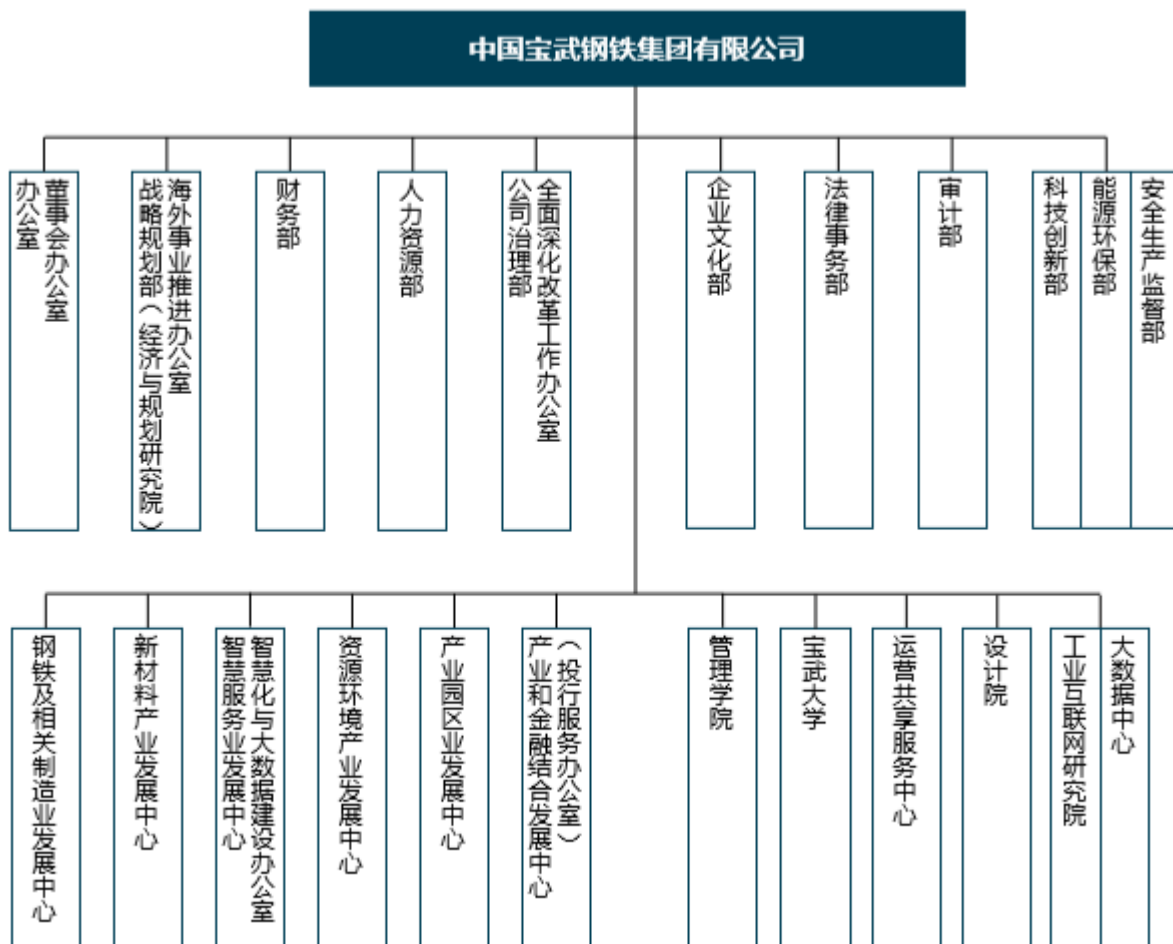 中国宝武钢铁集团有限公司
办公室
董事会办公室
战略规划部（经济与规划研究院）
海外事业推进办公室
财务部
人力资源部
公司治理部
全面深化改革工作办公室
企业文化部
法律事务部
审计部
科技创新部
能源环保部
安全生产监督部
钢铁及相关制造业发展中心
新材料产业发展中心
智慧服务业发展中心
智慧化与大数据建设办公室
资源环境产业发展中心
产业园区业发展中心
产业和金融结合发展中心
（投行服务办公室）
管理学院
宝武大学
运营共享服务中心
设计院
工业互联网研究院
大数据中心